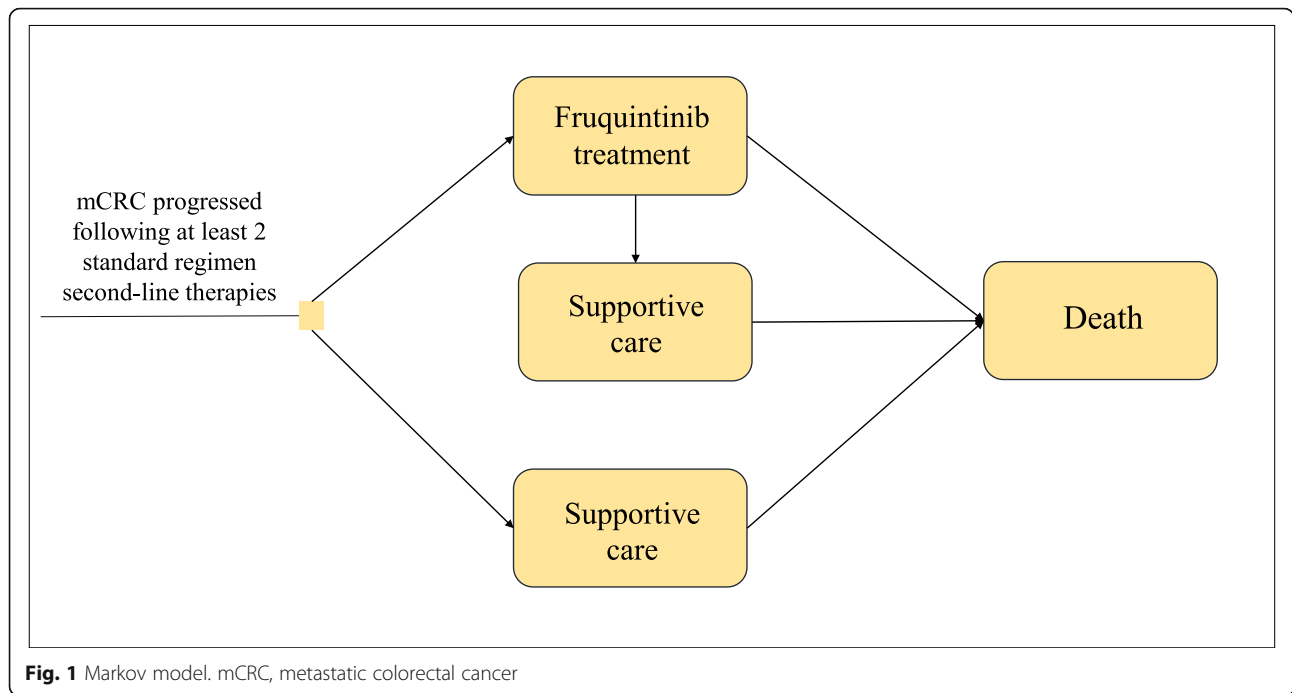 mCRC progressed
following at least 2
standard regimen
second-line therapies
Fruquintinib
treatment
Supportive
care
Supportive
care
Death
Fig. 1 Markov model. mCRC, metastatic colorectal cancer